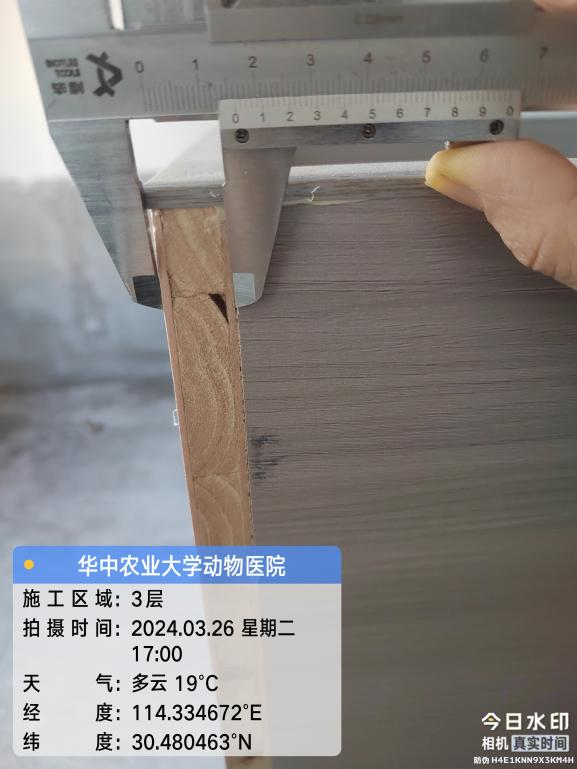 0.02mm
0 1 2 3 4 5 6 7
0 1 2 3 4 5 6 7 8 9 0
华中农业大学动物医院
施工区域: 3层
拍摄时间: 2024.03.26 星期二
17:00
天气: 多云 19°C
经度: 114.334672°E
纬度: 30.480463°N
今日水印
相机 真实时间
防伪 H4E1KNN9X3KM4H